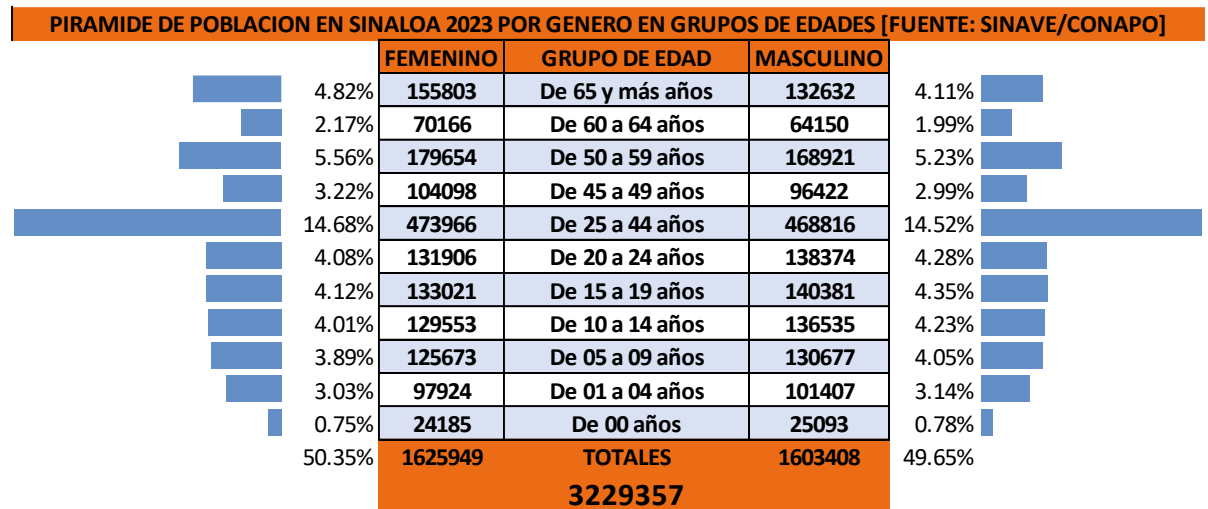 PIRAMIDE DE POBLACION EN SINALOA 2023 POR GENERO EN GRUPOS DE EDADES [FUENTE: SINAVE/CONAPO]
FEMENINO GRUPO DE EDAD MASCULINO
4.82% 155803 De 65 y más años 132632 4.11%
2.17% 70166 De 60 a 64 años 64150 1.99%
5.56% 179654 De 50 a 59 años 168921 5.23%
3.22% 104098 De 45 a 49 años 96422 2.99%
14.68% 473966 De 25 a 44 años 468816 14.52%
4.08% 131906 De 20 a 24 años 138374 4.28%
4.12% 133021 De 15 a 19 años 140381 4.35%
4.01% 129553 De 10 a 14 años 136535 4.23%
3.89% 125673 De 05 a 09 años 130677 4.05%
3.03% 97924 De 01 a 04 años 101407 3.14%
0.75% 24185 De 00 años 25093 0.78%
50.35% 1625949 TOTALES 1603408 49.65%
3229357